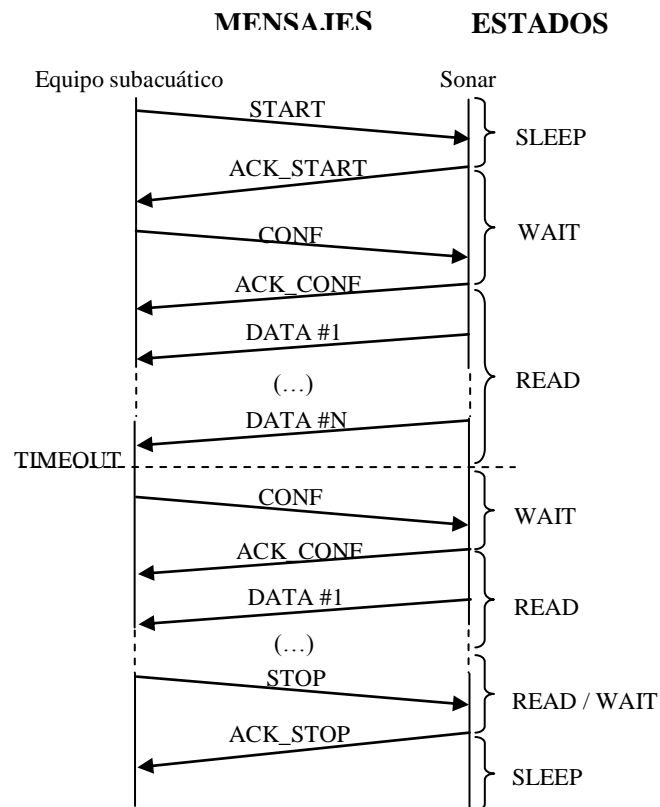 MENSAJES ESTADOS
Equipo subacuático Sonar
START
SLEEP
ACK_START
WAIT
CONF
ACK_CONF
DATA #1
READ
(…)
DATA #N
TIMEOUT
CONF
WAIT
ACK_CONF
DATA #1
READ
(…)
STOP
READ / WAIT
ACK_STOP
SLEEP